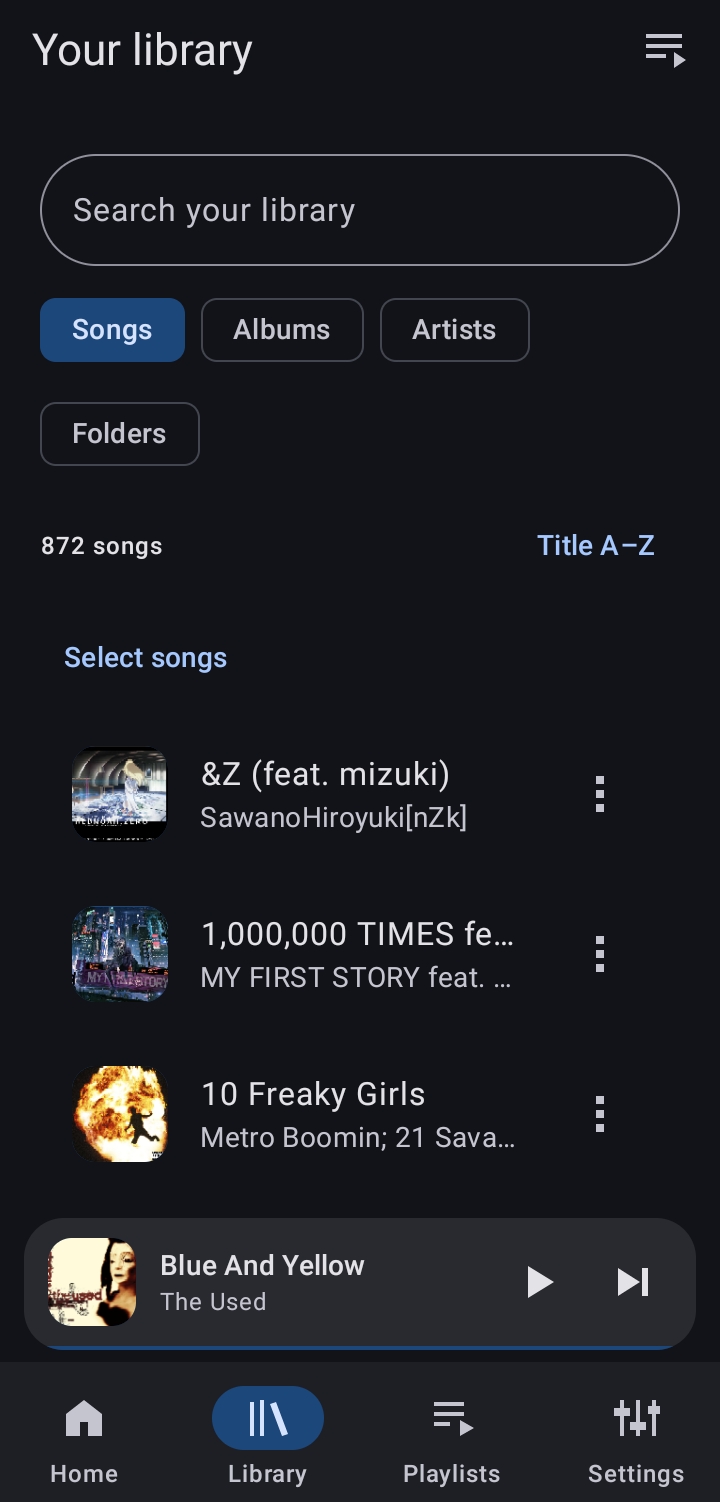 Your library
Search your library
Songs
Albums
Artists
Folders
872 songs
Title A–Z
Select songs
&Z (feat. mizuki)
SawanoHiroyuki[nZk]
1,000,000 TIMES fe…
MY FIRST STORY feat. …
10 Freaky Girls
Metro Boomin; 21 Sava…
Blue And Yellow
The Used
Home
Library
Playlists
Settings